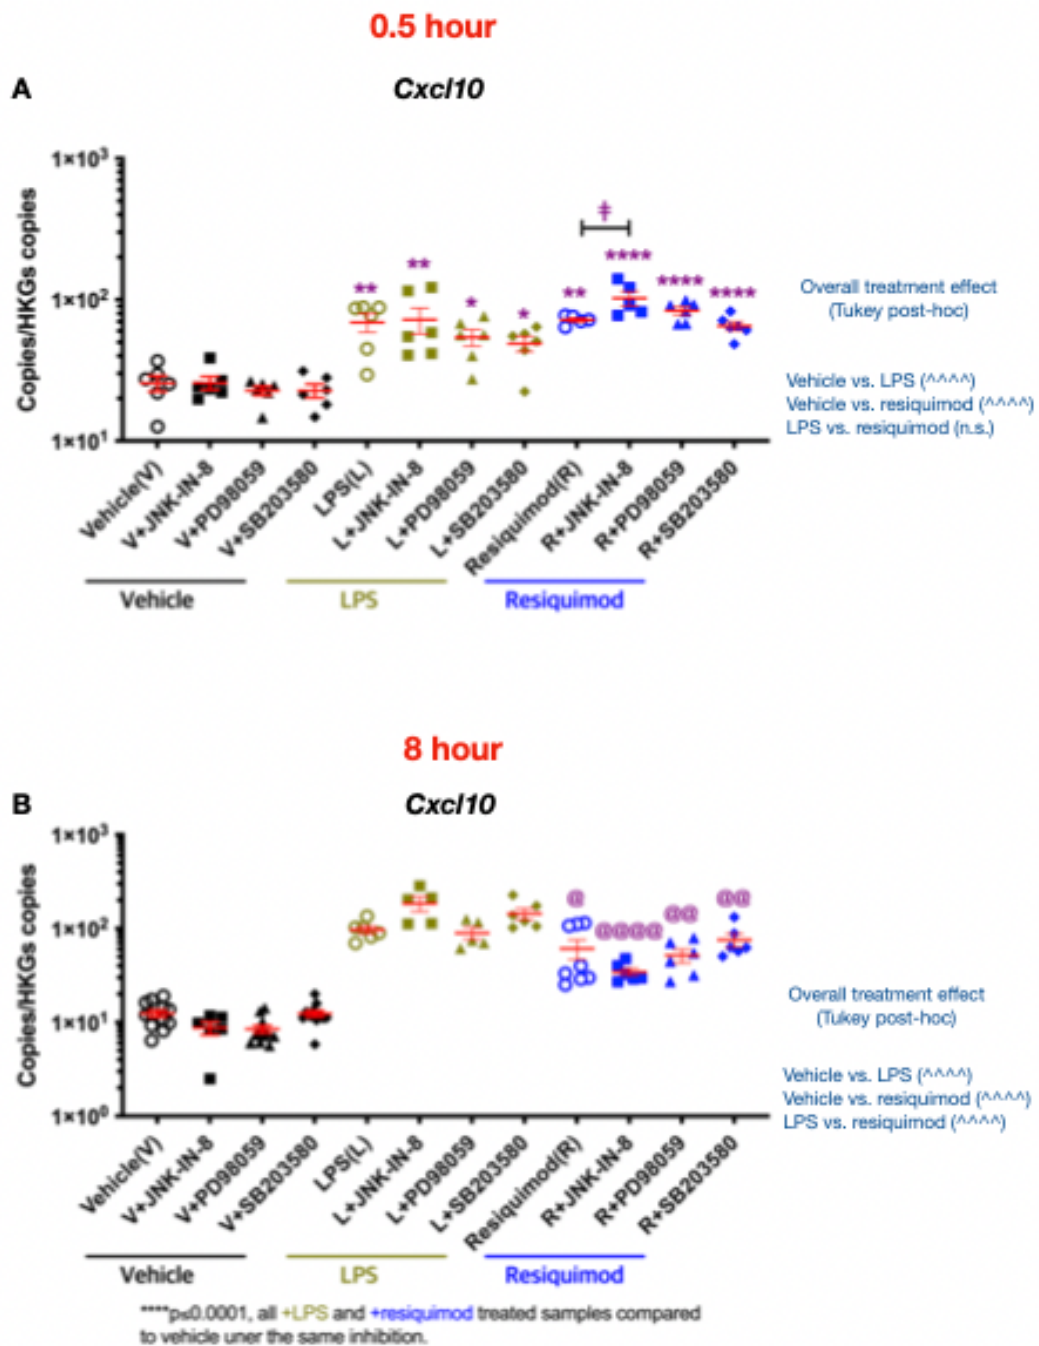 0.5 hour
A
Cxcl10
Copies/HKGs copies
1×10³
1×10²
1×10¹
** ** * * ** **** **** ****
ǂ
Vehicle(V)
V+JNK-IN-8
V+PD98059
V+SB203580
LPS(L)
L+JNK-IN-8
L+PD98059
L+SB203580
Resiquimod(R)
R+JNK-IN-8
R+PD98059
R+SB203580
Vehicle
LPS
Resiquimod
Overall treatment effect
(Tukey post-hoc)
Vehicle vs. LPS (^^^^)
Vehicle vs. resiquimod (^^^^)
LPS vs. resiquimod (n.s.)
8 hour
B
Cxcl10
Copies/HKGs copies
1×10³
1×10²
1×10¹
1×10⁰
@ @@@@ @@ @@
Vehicle(V)
V+JNK-IN-8
V+PD98059
V+SB203580
LPS(L)
L+JNK-IN-8
L+PD98059
L+SB203580
Resiquimod(R)
R+JNK-IN-8
R+PD98059
R+SB203580
Vehicle
LPS
Resiquimod
Overall treatment effect
(Tukey post-hoc)
Vehicle vs. LPS (^^^^)
Vehicle vs. resiquimod (^^^^)
LPS vs. resiquimod (^^^^)
****p≤0.0001, all +LPS and +resiquimod treated samples compared
to vehicle uner the same inhibition.